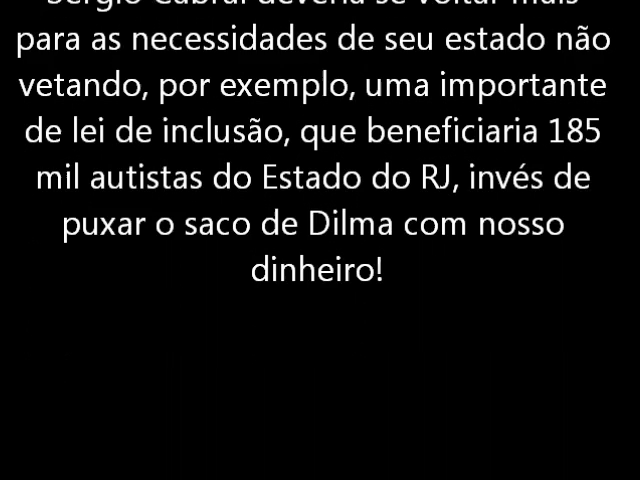 Sérgio Cabral deveria se voltar mais
para as necessidades de seu estado não
vetando, por exemplo, uma importante
de lei de inclusão, que beneficiaria 185
mil autistas do Estado do RJ, invés de
puxar o saco de Dilma com nosso
dinheiro!